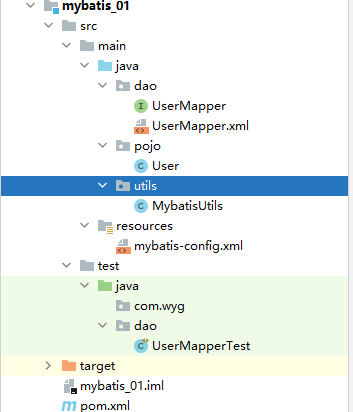 mybatis_01
src
main
java
dao
UserMapper
UserMapper.xml
pojo
User
utils
MybatisUtils
resources
mybatis-config.xml
test
java
com.wyg
dao
UserMapperTest
target
mybatis_01.iml
pom.xml